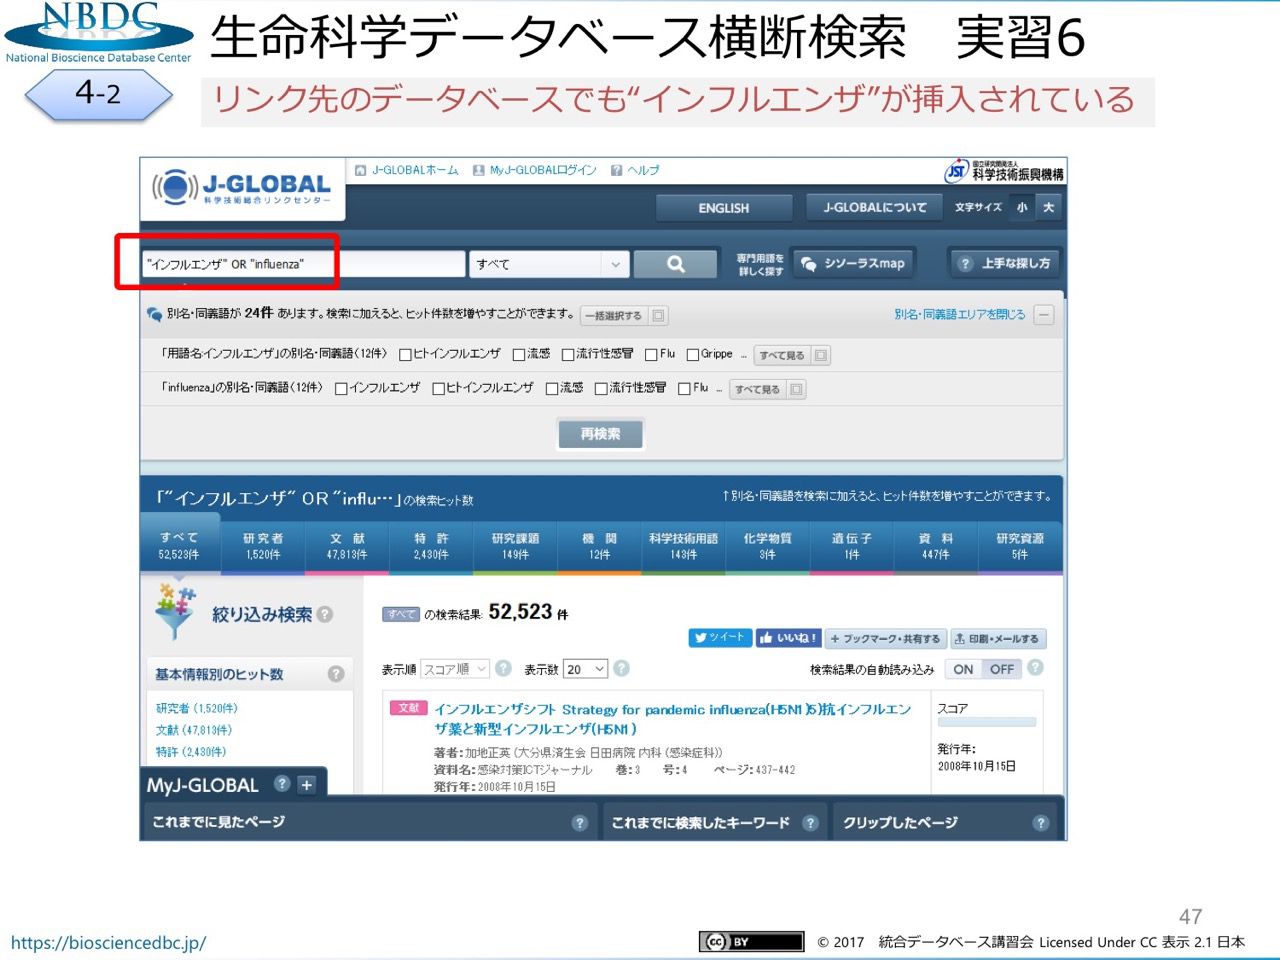 NBDC
National Bioscience Database Center
生命科学データベース横断検索　実習6
4-2
リンク先のデータベースでも“インフルエンザ”が挿入されている
J-GLOBAL
科学技術総合リンクセンター
J-GLOBALホーム MyJ-GLOBALログイン ? ヘルプ
JST 国立研究開発法人 科学技術振興機構
ENGLISH J-GLOBALについて 文字サイズ 小 大
"インフルエンザ" OR "influenza" すべて 専門用語を詳しく探す シソーラスmap ? 上手な探し方
別名・同義語が 24件 あります。検索に加えると、ヒット件数を増やすことができます。 一括選択する 別名・同義語エリアを閉じる
「用語名:インフルエンザ」の別名・同義語(12件) ヒトインフルエンザ 流感 流行性感冒 Flu Grippe ... すべて見る
「influenza」の別名・同義語(12件) インフルエンザ ヒトインフルエンザ 流感 流行性感冒 Flu ... すべて見る
再検索
「"インフルエンザ" OR "influ…」の検索ヒット数 ↑別名・同義語を検索に加えると、ヒット件数を増やすことができます。
すべて 研究者 文献 特許 研究課題 機関 科学技術用語 化学物質 遺伝子 資料 研究資源
52,523件 1,520件 47,813件 2,430件 149件 12件 143件 3件 1件 447件 5件
絞り込み検索 ?
すべて の検索結果: 52,523 件
ツイート いいね! + ブックマーク・共有する 印刷・メールする
基本情報別のヒット数 ?
表示順 スコア順 ? 表示数 20 ? 検索結果の自動読み込み ON OFF ?
研究者 (1,520件)
文献 (47,813件)
特許 (2,430件)
文献 インフルエンザシフト Strategy for pandemic influenza(H5N1)5)抗インフルエン
ザ薬と新型インフルエンザ(H5N1)
著者:加地正英 (大分県済生会 日田病院 内科 (感染症科))
資料名:感染対策ICTジャーナル 巻:3 号:4 ページ:437-442
発行年:2008年10月15日
スコア
発行年:
2008年10月15日
MyJ-GLOBAL ? +
これまでに見たページ ? これまでに検索したキーワード ? クリップしたページ ?
47
https://biosciencedbc.jp/
cc BY © 2017　統合データベース講習会 Licensed Under CC 表示 2.1 日本